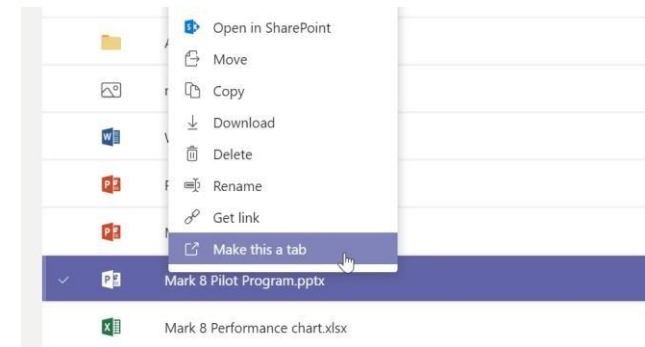 Open in SharePoint
Move
Copy
Download
Delete
Rename
Get link
Make this a tab
Mark 8 Pilot Program.pptx
Mark 8 Performance chart.xlsx